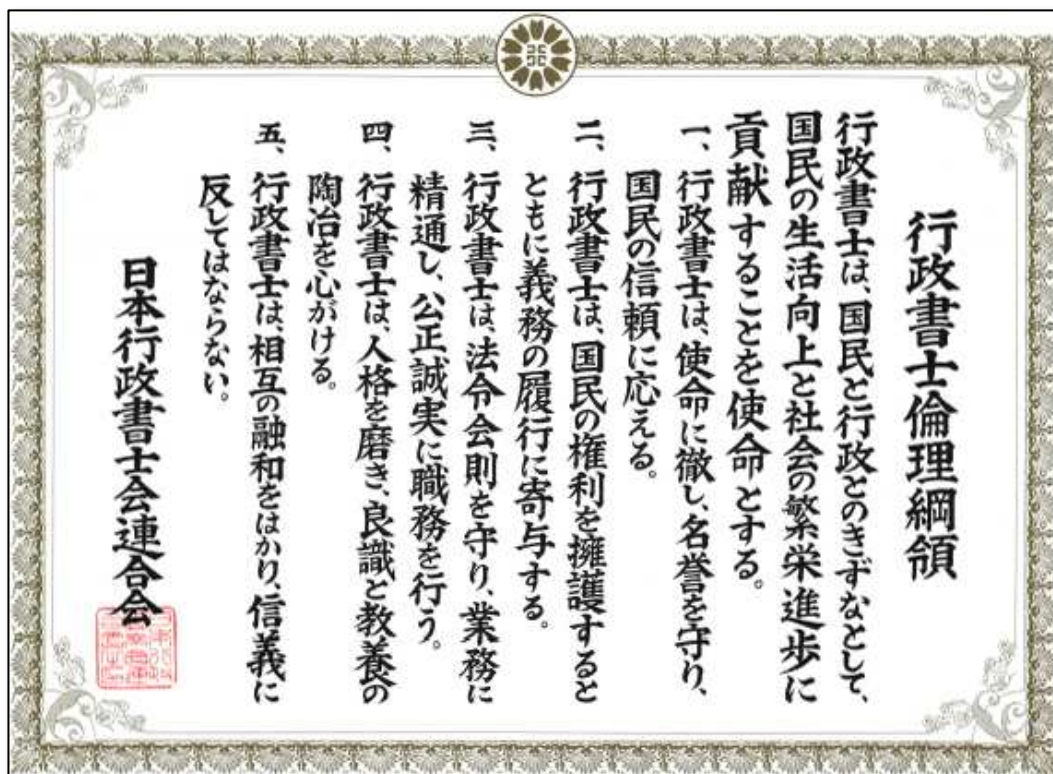 行政書士倫理綱領
行政書士は、国民と行政とのきずなとして、
国民の生活向上と社会の繁栄進歩に
貢献することを使命とする。
一、行政書士は、使命に徹し、名誉を守り、
国民の信頼に応える。
二、行政書士は、国民の権利を擁護すると
ともに義務の履行に寄与する。
三、行政書士は、法令会則を守り、業務に
精通し、公正誠実に職務を行う。
四、行政書士は、人格を磨き、良識と教養の
陶冶を心がける。
五、行政書士は、相互の融和をはかり、信義に
反してはならない。
日本行政書士会連合会